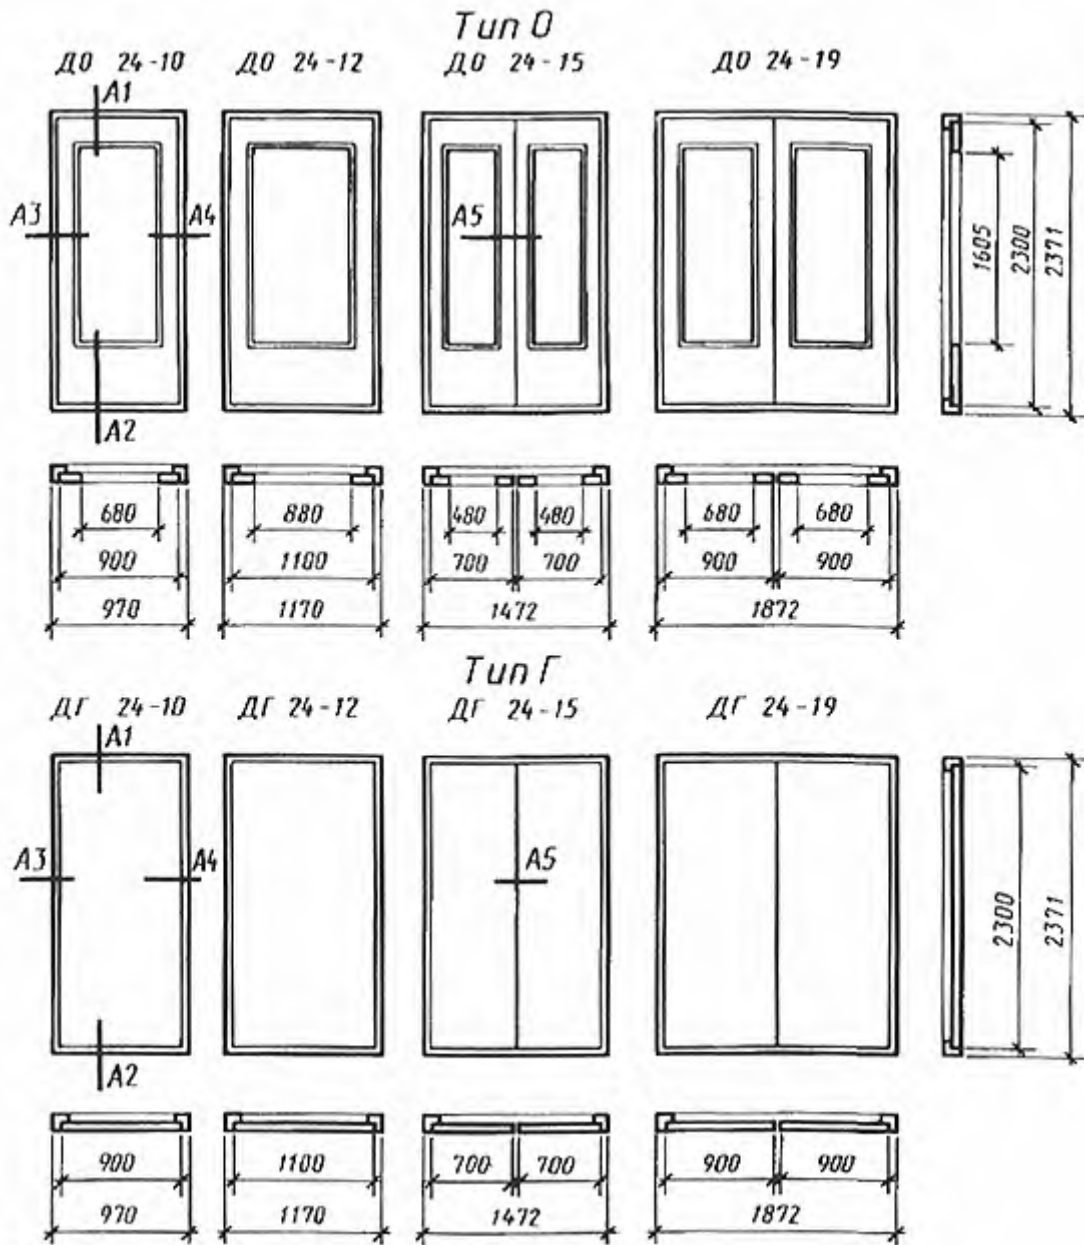 Тип О
ДО 24-10 ДО 24-12 ДО 24-15 ДО 24-19
А1
А3 А4 А5
А2
1605 2300 2371
680 880 480 480 680 680
900 1100 700 700 900 900
970 1170 1472 1872
Тип Г
ДГ 24-10 ДГ 24-12 ДГ 24-15 ДГ 24-19
А1
А3 А4 А5
А2
2300 2371
900 1100 700 700 900 900
970 1170 1472 1872